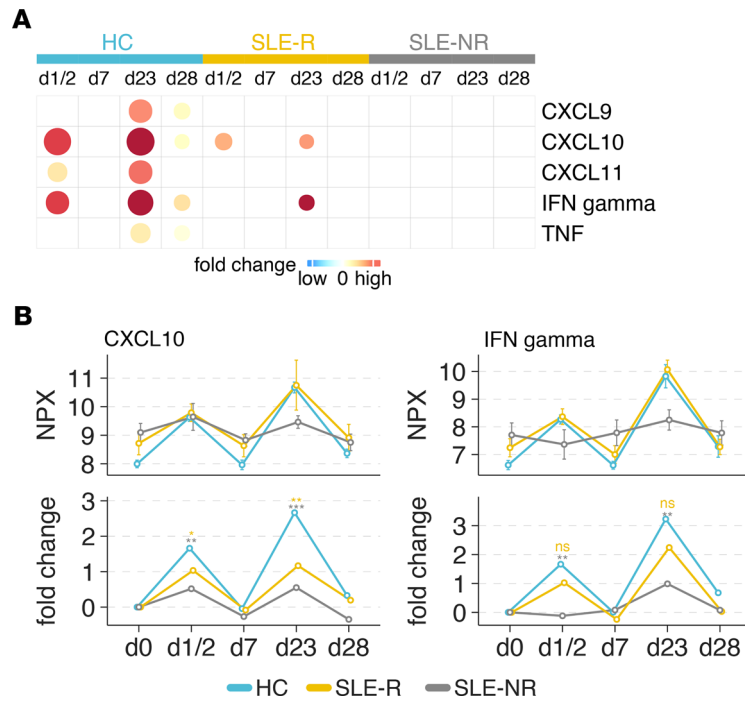 A
HC SLE-R SLE-NR
d1/2 d7 d23 d28 d1/2 d7 d23 d28 d1/2 d7 d23 d28
CXCL9
CXCL10
CXCL11
IFN gamma
TNF
fold change low 0 high
B
CXCL10
NPX
11
10
9
8
fold change
3
2
1
0
* ** ** ***
d0 d1/2 d7 d23 d28
IFN gamma
NPX
10
9
8
7
fold change
3
2
1
0
ns ** ns **
d0 d1/2 d7 d23 d28
HC SLE-R SLE-NR